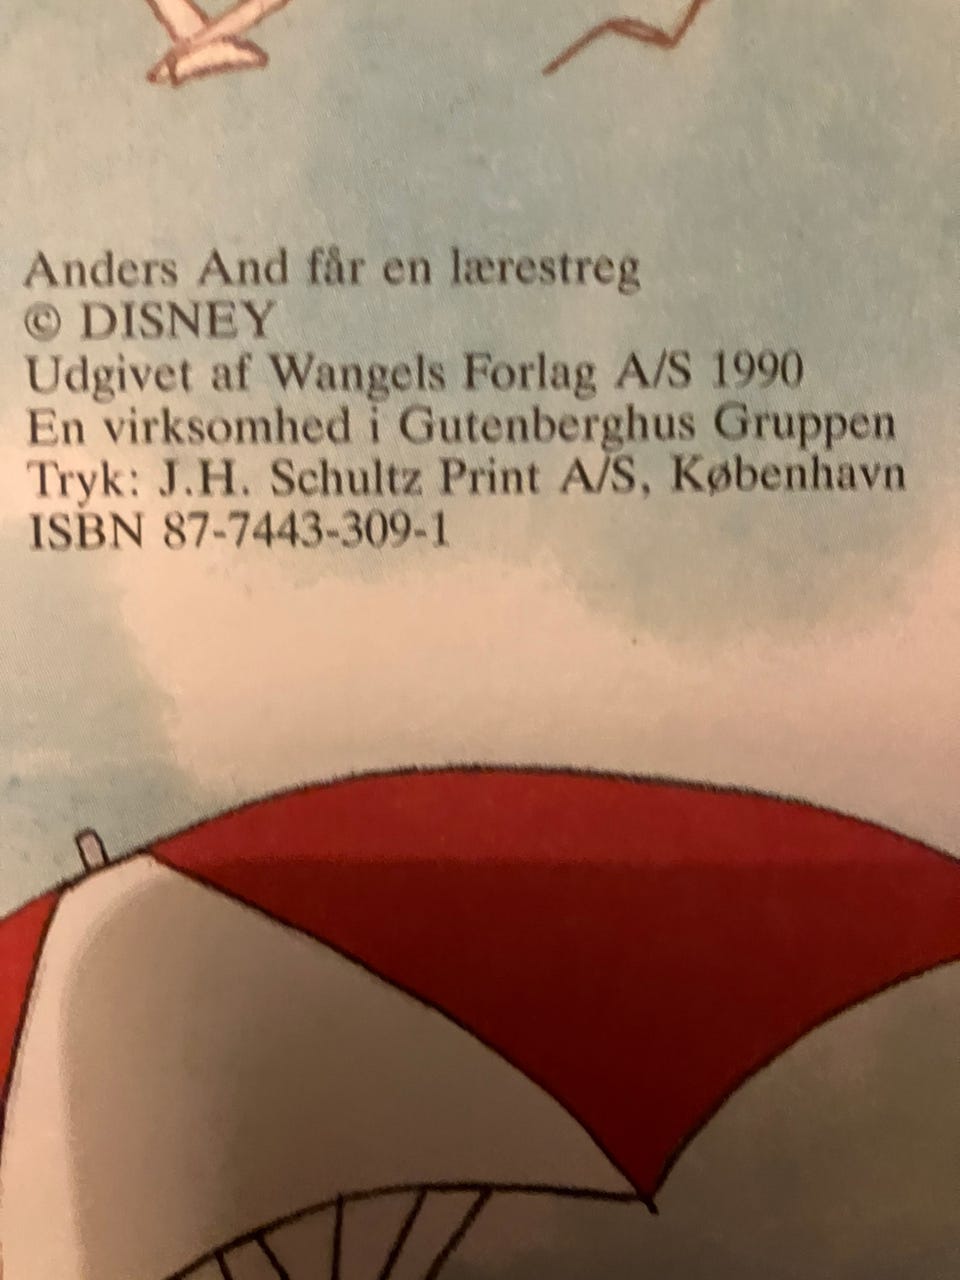 Anders And får en lærestreg
© DISNEY
Udgivet af Wangels Forlag A/S 1990
En virksomhed i Gutenberghus Gruppen
Tryk: J.H. Schultz Print A/S, København
ISBN 87-7443-309-1